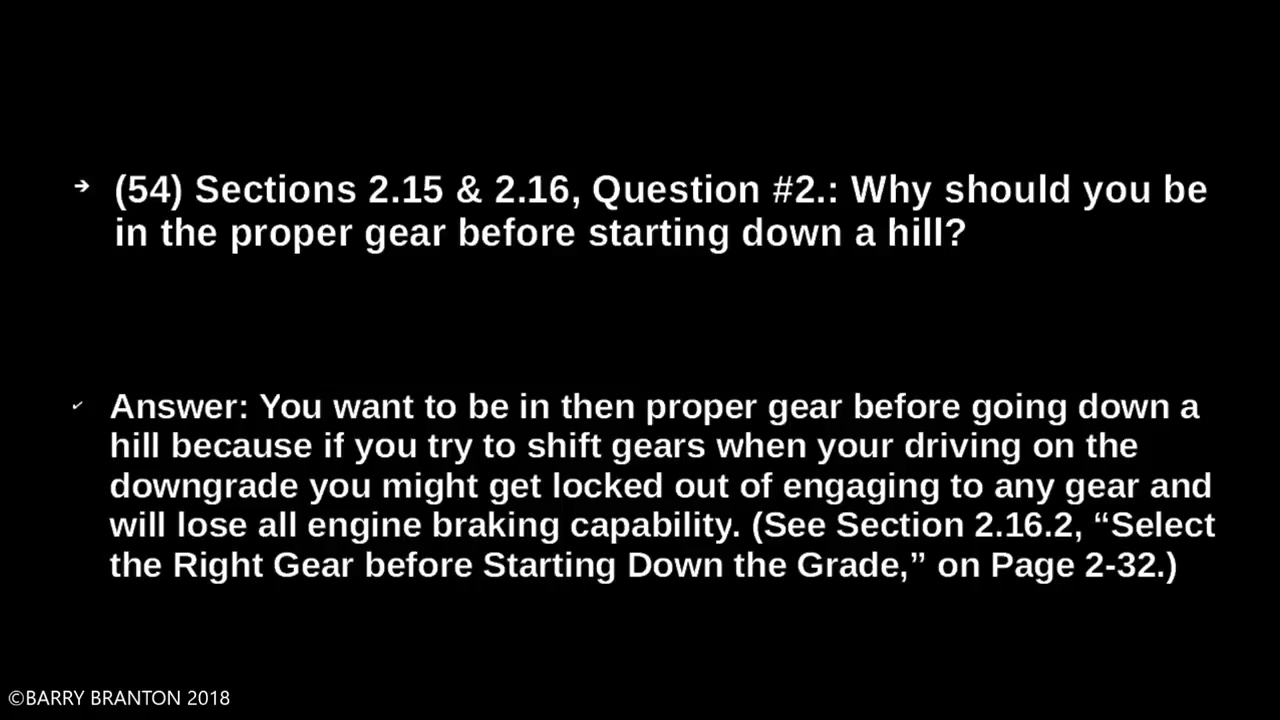 ➔ (54) Sections 2.15 & 2.16, Question #2.: Why should you be
in the proper gear before starting down a hill?
✓ Answer: You want to be in then proper gear before going down a
hill because if you try to shift gears when your driving on the
downgrade you might get locked out of engaging to any gear and
will lose all engine braking capability. (See Section 2.16.2, “Select
the Right Gear before Starting Down the Grade,” on Page 2-32.)
©BARRY BRANTON 2018